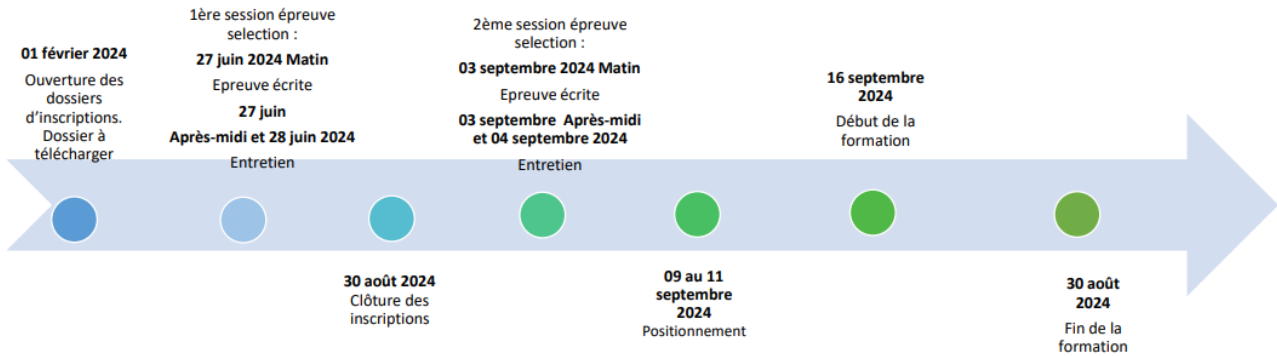 01 février 2024
Ouverture des
dossiers
d'inscriptions.
Dossier à
télécharger
1ère session épreuve
selection :
27 juin 2024 Matin
Epreuve écrite
27 juin
Après-midi et 28 juin 2024
Entretien
30 août 2024
Clôture des
inscriptions
2ème session épreuve
selection :
03 septembre 2024 Matin
Epreuve écrite
03 septembre Après-midi
et 04 septembre 2024
Entretien
09 au 11
septembre
2024
Positionnement
16 septembre
2024
Début de la
formation
30 août
2024
Fin de la
formation